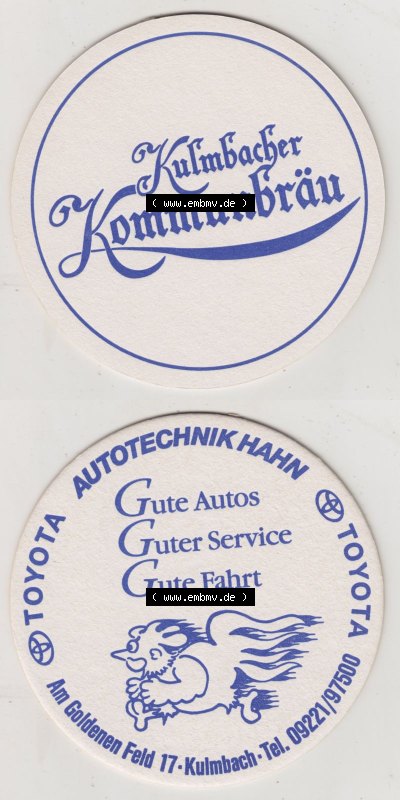 Kulmbacher
Kommunbräu
( www.embmv.de )
AUTOTECHNIK HAHN
TOYOTA
TOYOTA
Gute Autos
Guter Service
Gute Fahrt
( www.embmv.de )
Am Goldenen Feld 17 · Kulmbach · Tel. 09221/97500